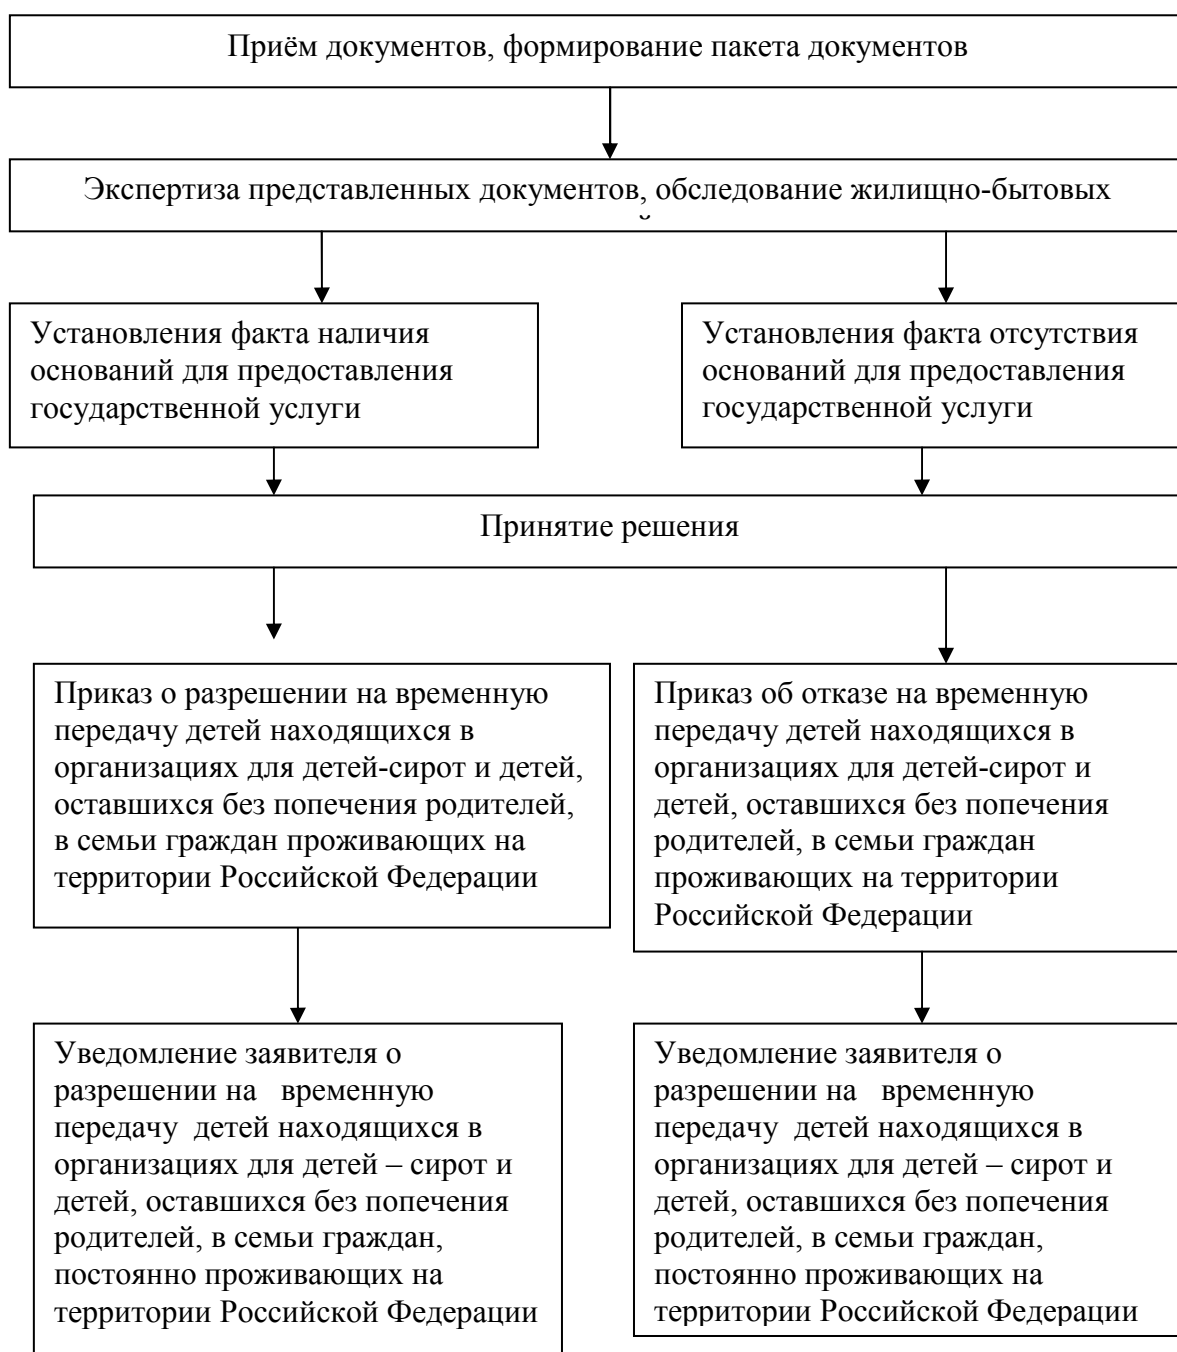 Приём документов, формирование пакета документов
Экспертиза представленных документов, обследование жилищно-бытовых
Установления факта наличия
оснований для предоставления
государственной услуги
Установления факта отсутствия
оснований для предоставления
государственной услуги
Принятие решения
Приказ о разрешении на временную
передачу детей находящихся в
организациях для детей-сирот и детей,
оставшихся без попечения родителей,
в семьи граждан проживающих на
территории Российской Федерации
Приказ об отказе на временную
передачу детей находящихся в
организациях для детей-сирот и
детей, оставшихся без попечения
родителей, в семьи граждан
проживающих на территории
Российской Федерации
Уведомление заявителя о
разрешении на   временную
передачу  детей находящихся в
организациях для детей – сирот и
детей, оставшихся без попечения
родителей, в семьи граждан,
постоянно проживающих на
территории Российской Федерации
Уведомление заявителя о
разрешении на   временную
передачу  детей находящихся в
организациях для детей – сирот и
детей, оставшихся без попечения
родителей, в семьи граждан,
постоянно проживающих на
территории Российской Федерации